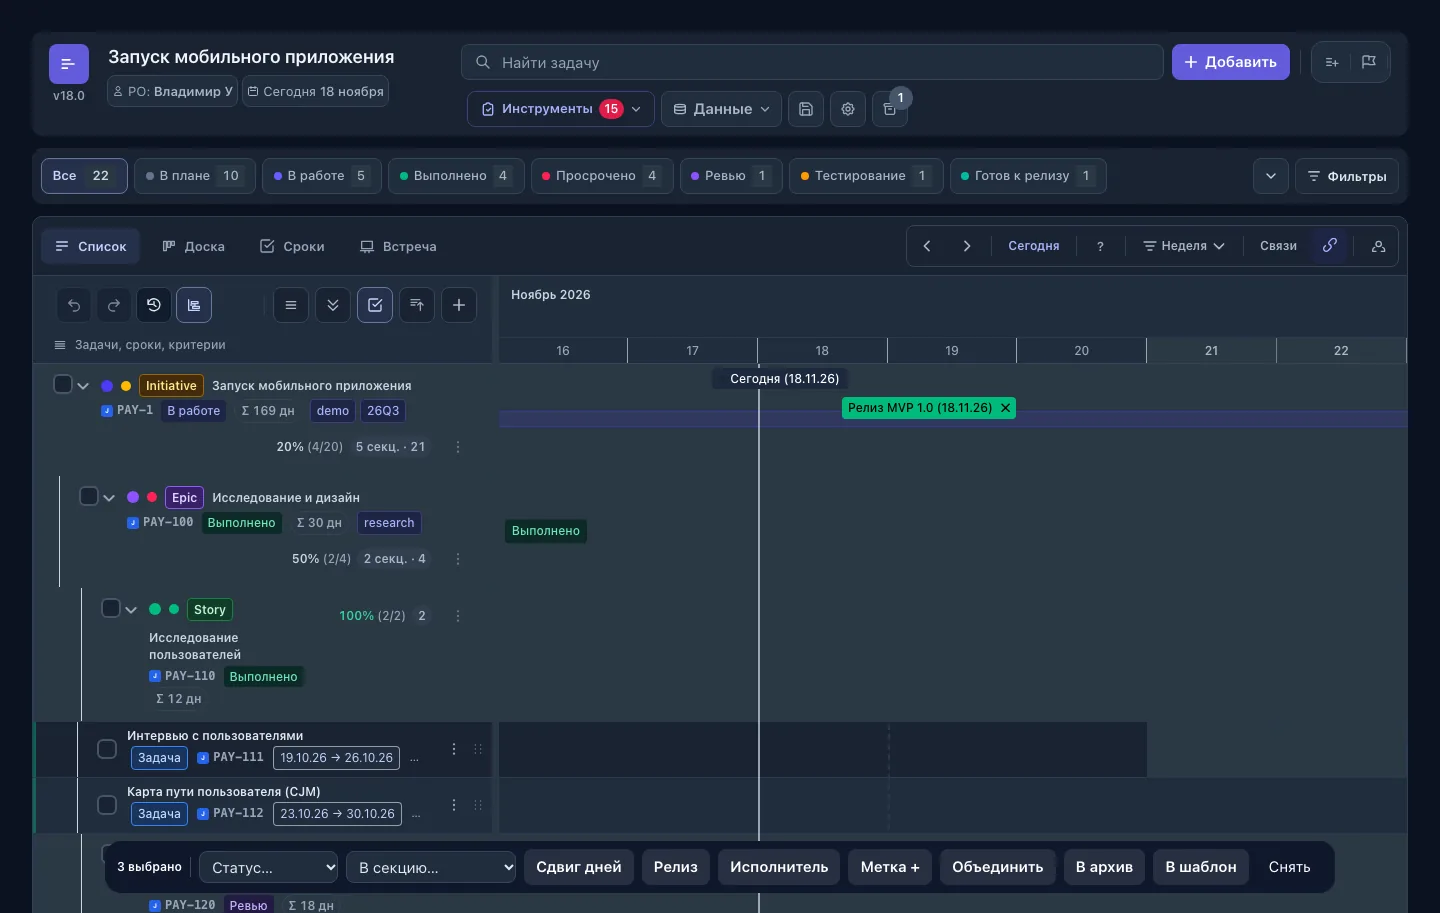 Запуск мобильного приложения
v18.0
PO: Владимир У
Сегодня 18 ноября
Найти задачу
Добавить
Инструменты 15
Данные
1
Все 22
В плане 10
В работе 5
Выполнено 4
Просрочено 4
Ревью 1
Тестирование 1
Готов к релизу 1
Фильтры
Список
Доска
Сроки
Встреча
Сегодня
?
Неделя
Связи
Задачи, сроки, критерии
Ноябрь 2026
16 17 18 19 20 21 22
Сегодня (18.11.26)
Релиз MVP 1.0 (18.11.26) ✕
Initiative Запуск мобильного приложения
PAY-1 В работе Σ 169 дн demo 26Q3
20% (4/20) 5 секц. · 21
Epic Исследование и дизайн
PAY-100 Выполнено Σ 30 дн research
50% (2/4) 2 секц. · 4
Выполнено
Story 100% (2/2) 2
Исследование
пользователей
PAY-110 Выполнено
Σ 12 дн
Интервью с пользователями
Задача PAY-111 19.10.26 → 26.10.26 ...
Карта пути пользователя (CJM)
Задача PAY-112 23.10.26 → 30.10.26 ...
3 выбрано
Статус...
В секцию...
Сдвиг дней
Релиз
Исполнитель
Метка +
Объединить
В архив
В шаблон
Снять
PAY-120 Ревью Σ 18 дн